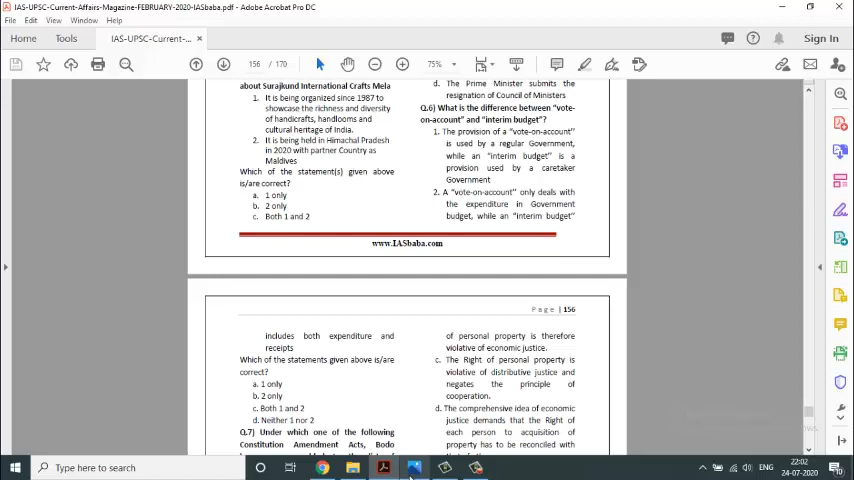 IAS-UPSC-Current-Affairs-Magazine-FEBRUARY-2020-IASbaba.pdf - Adobe Acrobat Pro DC
File Edit View Window Help
Home Tools IAS-UPSC-Current-... × Sign In
156 / 170 75%
about Surajkund International Crafts Mela
1. It is being organized since 1987 to
showcase the richness and diversity
of handicrafts, handlooms and
cultural heritage of India.
2. It is being held in Himachal Pradesh
in 2020 with partner Country as
Maldives
Which of the statement(s) given above
is/are correct?
a. 1 only
b. 2 only
c. Both 1 and 2
d. The Prime Minister submits the
resignation of Council of Ministers
Q.6) What is the difference between “vote-
on-account” and “interim budget”?
1. The provision of a “vote-on-account”
is used by a regular Government,
while an “interim budget” is a
provision used by a caretaker
Government
2. A “vote-on-account” only deals with
the expenditure in Government
budget, while an “interim budget”
www.IASbaba.com
Page | 156
includes both expenditure and
receipts
Which of the statements given above is/are
correct?
a. 1 only
b. 2 only
c. Both 1 and 2
d. Neither 1 nor 2
Q.7) Under which one of the following
Constitution Amendment Acts, Bodo
of personal property is therefore
violative of economic justice.
c. The Right of personal property is
violative of distributive justice and
negates the principle of
cooperation.
d. The comprehensive idea of economic
justice demands that the Right of
each person to acquisition of
property has to be reconciled with
Type here to search
ENG
22:02
24-07-2020
10